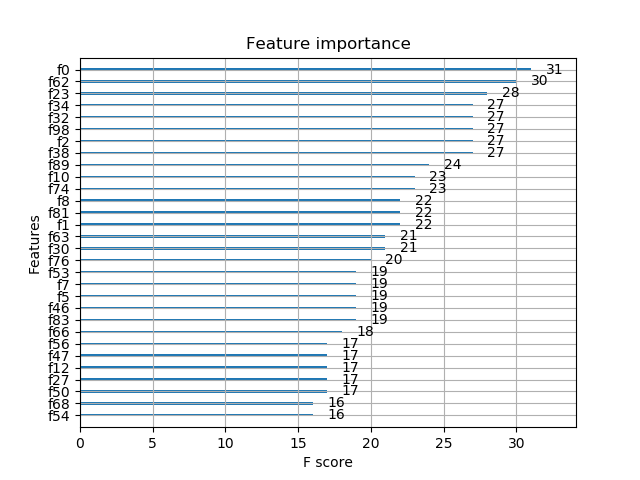 Feature importance
Features
f0 31
f62 30
f23 28
f34 27
f32 27
f98 27
f2 27
f38 27
f89 24
f10 23
f74 23
f8 22
f81 22
f1 22
f63 21
f30 21
f76 20
f53 19
f7 19
f5 19
f46 19
f83 19
f66 18
f56 17
f47 17
f12 17
f27 17
f50 17
f68 16
f54 16
0 5 10 15 20 25 30
F score